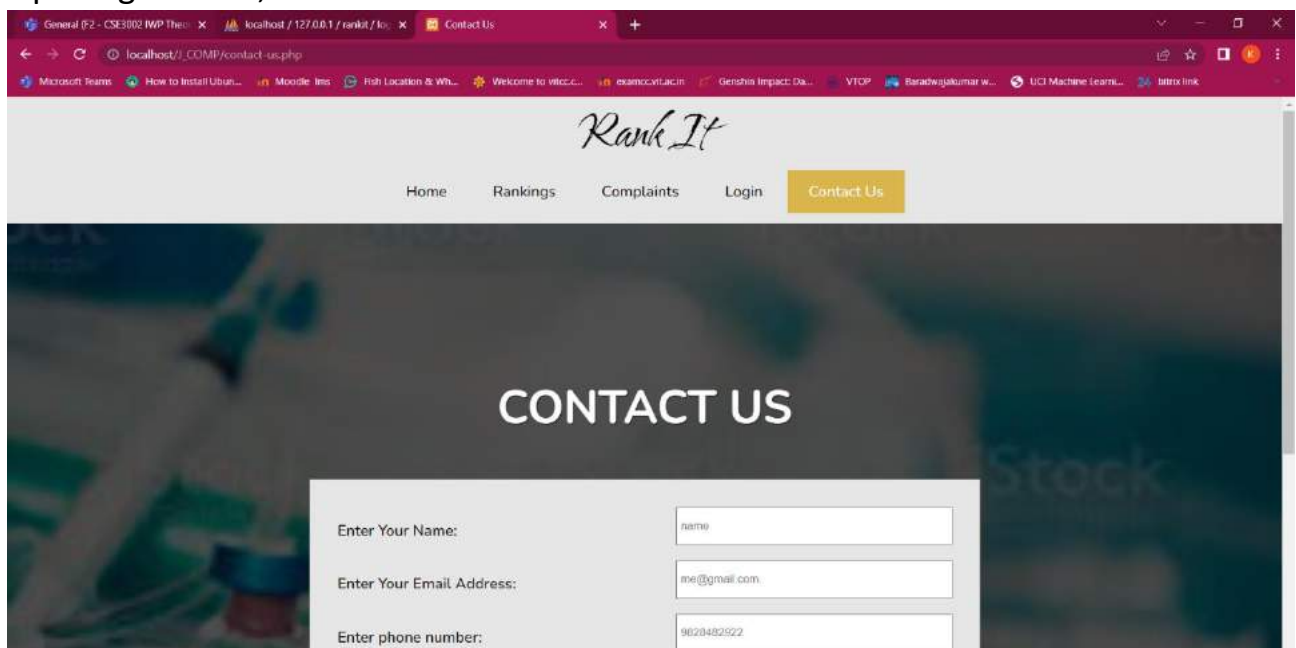 General (F2 - CSE3002 IWP Theo
localhost / 127.0.0.1 / rankit / lo
Contact Us
localhost/J_COMP/contact-us.php
Microsoft Teams
How to Install Ubun...
Moodle lms
Fish Location & Wh...
Welcome to vitcc.c...
examcc.vit.ac.in
Genshin Impact: Da...
VTOP
Baradwajakumar w...
UCI Machine Learni...
bitrix link
Rank It
Home Rankings Complaints Login Contact Us
CONTACT US
iStock
Enter Your Name:
name
Enter Your Email Address:
me@gmail.com
Enter phone number:
9828482922